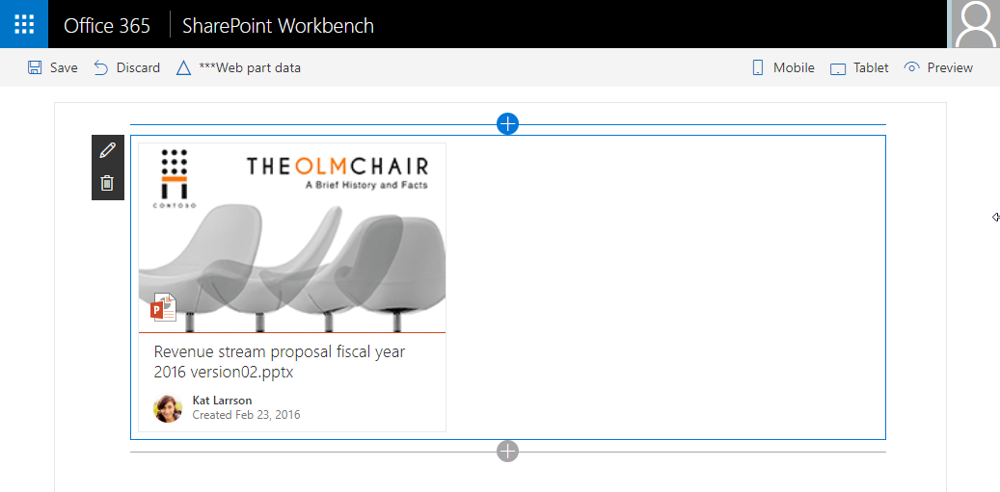 Office 365
SharePoint Workbench
Save
Discard
***Web part data
Mobile
Tablet
Preview
CONTOSO
THEOLMCHAIR
A Brief History and Facts
P
Revenue stream proposal fiscal year
2016 version02.pptx
Kat Larrson
Created Feb 23, 2016